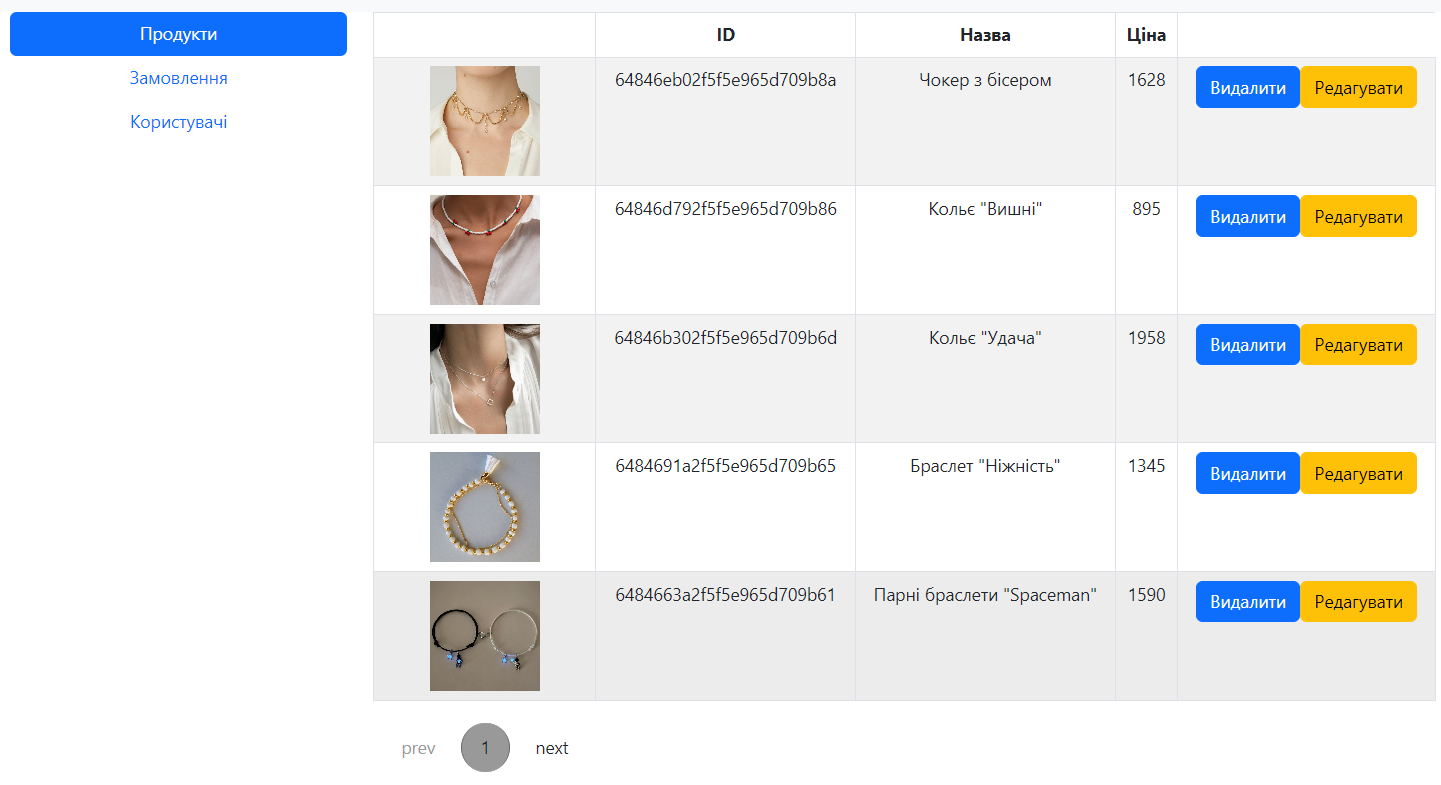 Продукти
Замовлення
Користувачі
ID Назва Ціна
64846eb02f5f5e965d709b8a Чокер з бісером 1628 Видалити Редагувати
64846d792f5f5e965d709b86 Кольє "Вишні" 895 Видалити Редагувати
64846b302f5f5e965d709b6d Кольє "Удача" 1958 Видалити Редагувати
6484691a2f5f5e965d709b65 Браслет "Ніжність" 1345 Видалити Редагувати
6484663a2f5f5e965d709b61 Парні браслети "Spaceman" 1590 Видалити Редагувати
prev 1 next